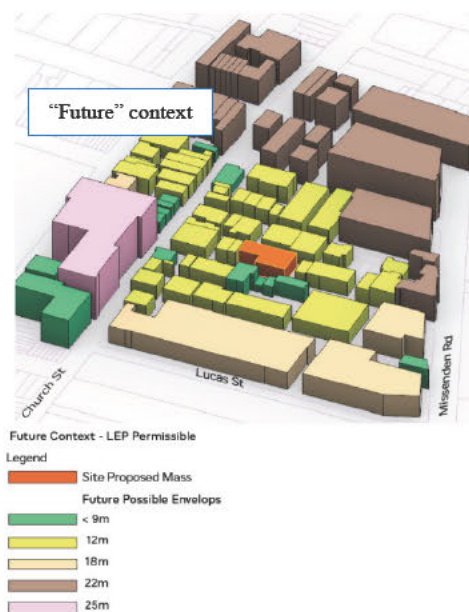 “Future” context
Church St
Lucas St
Missenden Rd
Future Context - LEP Permissible
Legend
Site Proposed Mass
Future Possible Envelops
< 9m
12m
18m
22m
25m